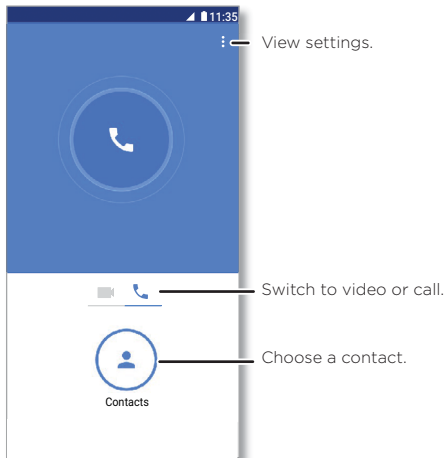 11:35
View settings.
Switch to video or call.
Choose a contact.
Contacts